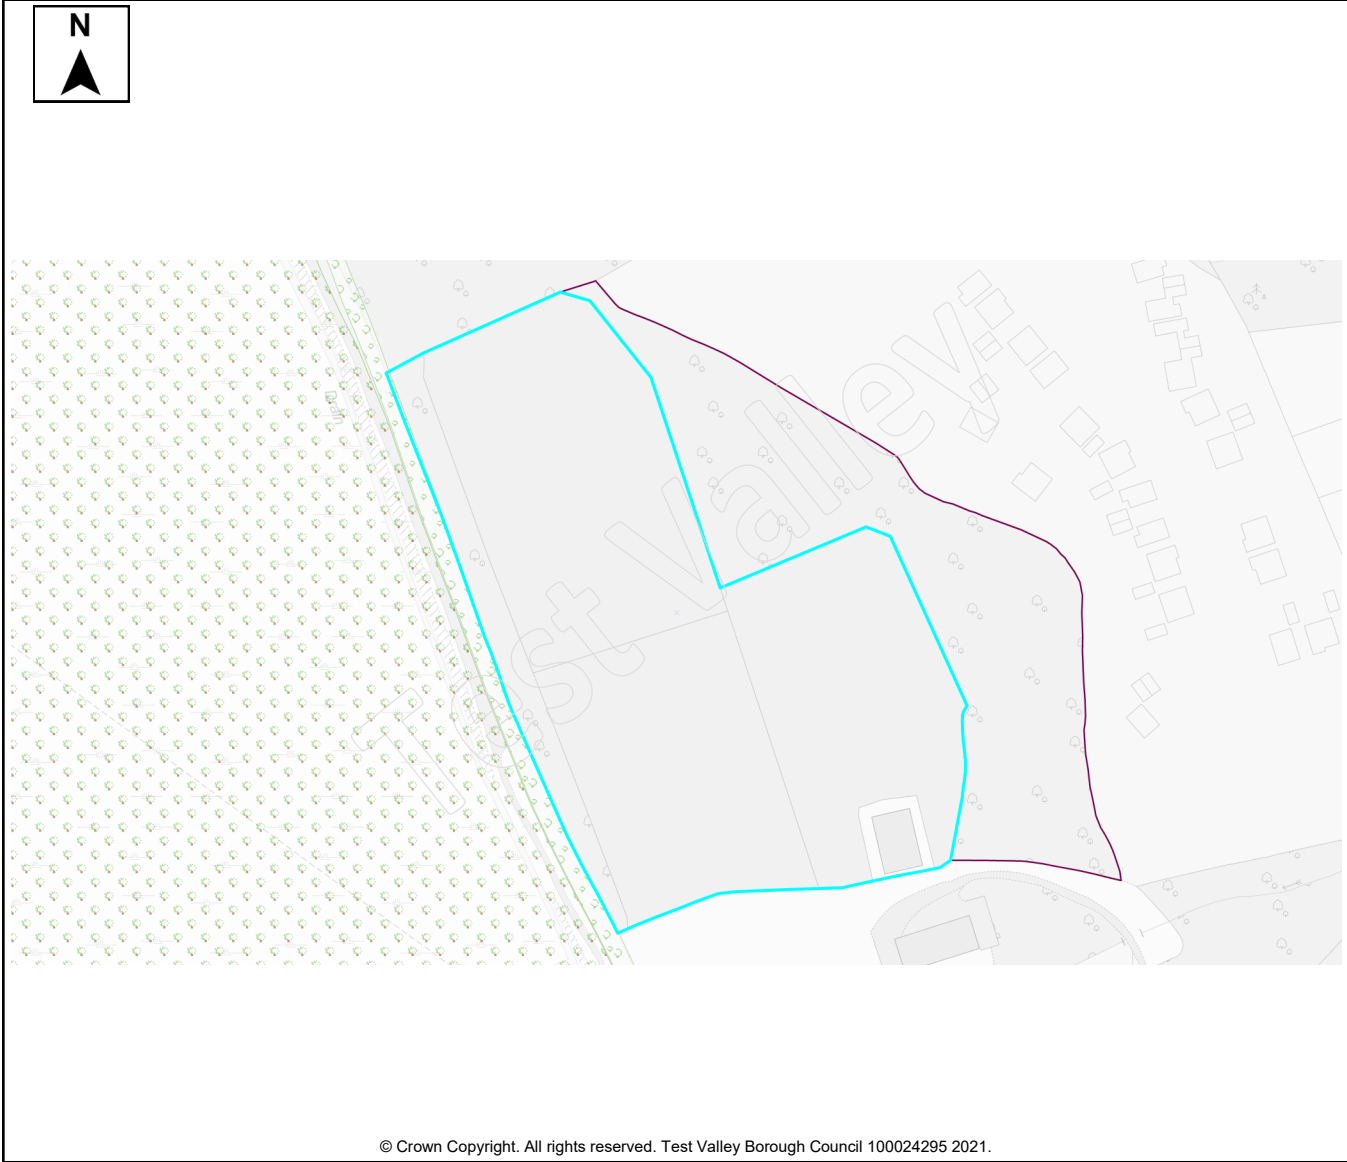 N
Drain
Test Valley
© Crown Copyright. All rights reserved. Test Valley Borough Council 100024295 2021.